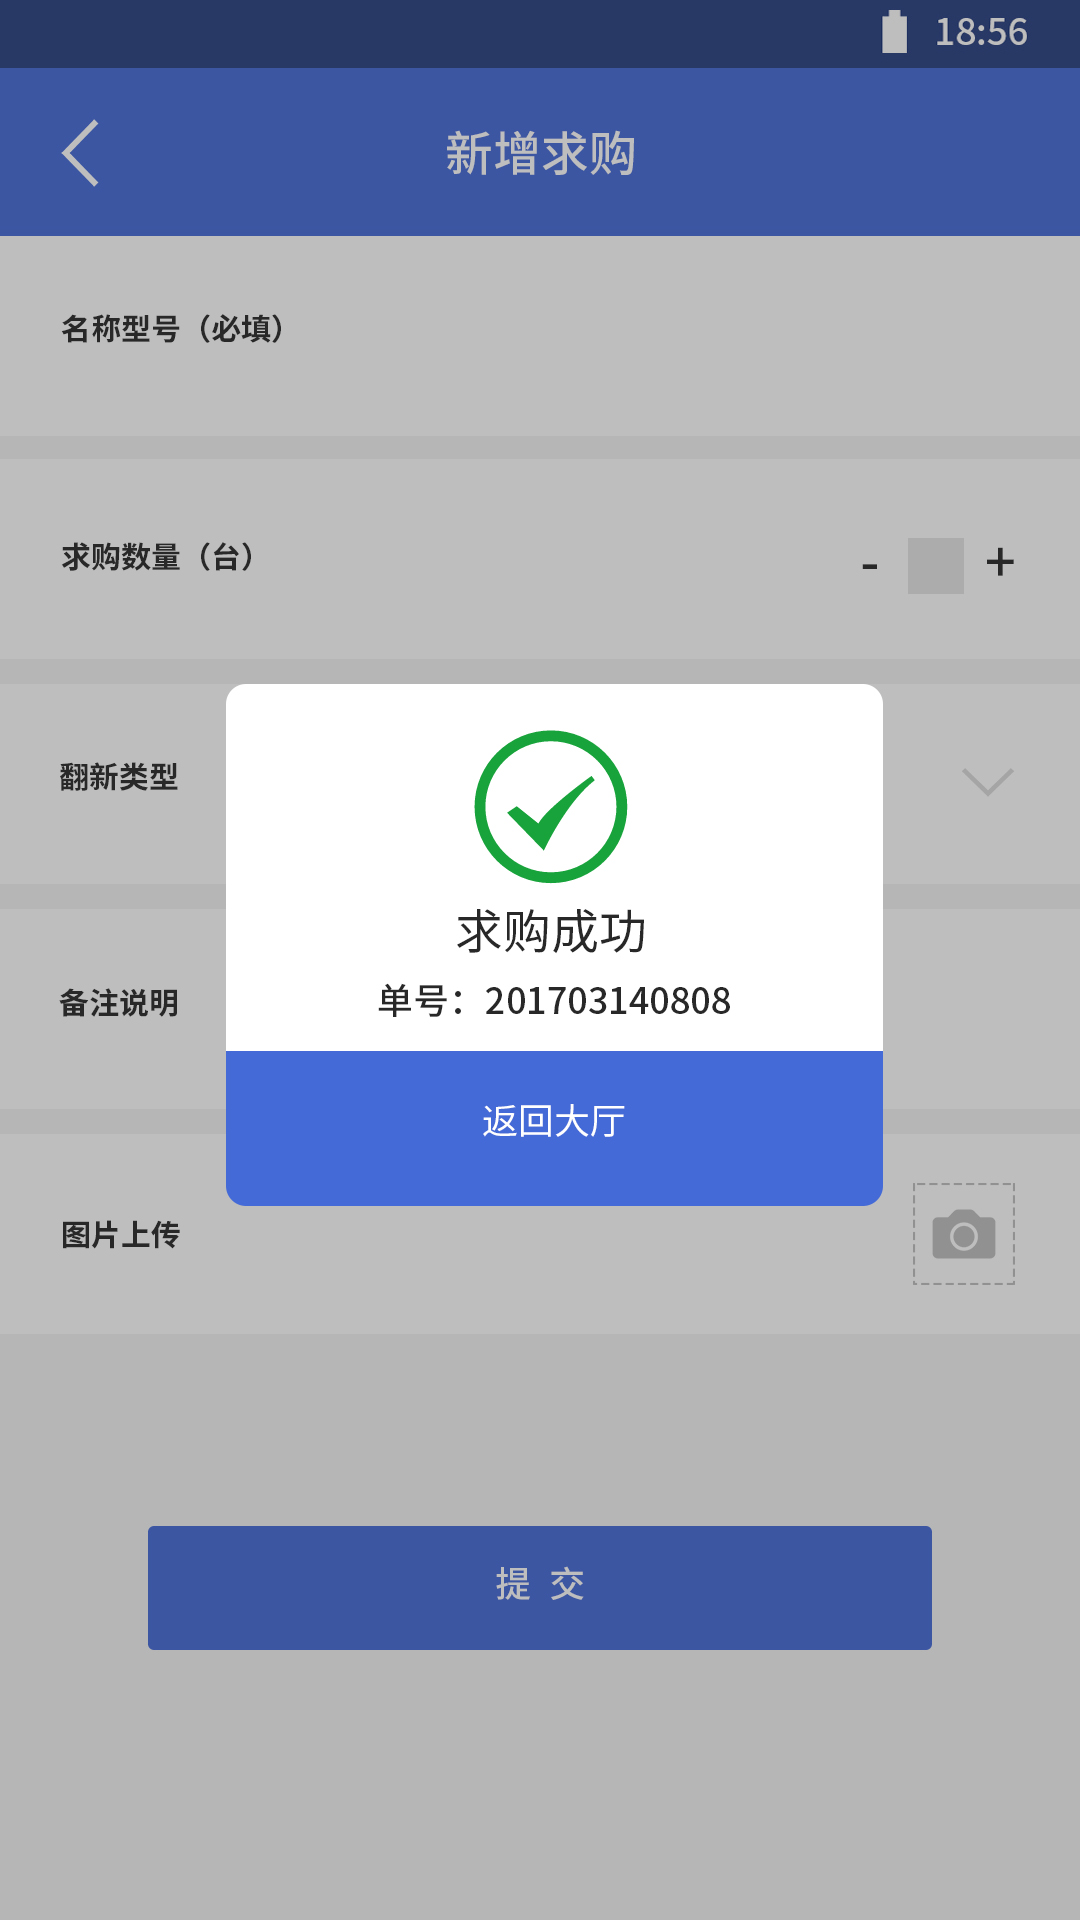 18:56
新增求购
名称型号（必填）
求购数量（台）
- +
翻新类型
求购成功
单号：201703140808
备注说明
返回大厅
图片上传
提 交